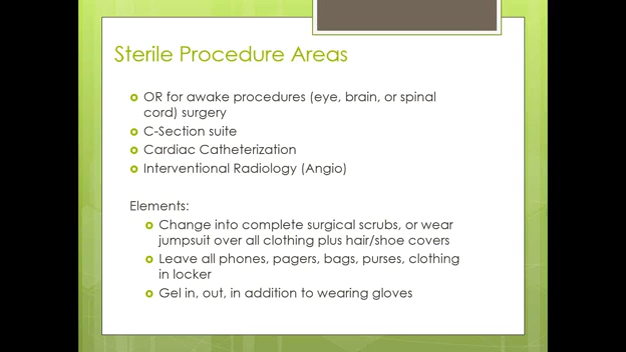 Sterile Procedure Areas
OR for awake procedures (eye, brain, or spinal
cord) surgery
C-Section suite
Cardiac Catheterization
Interventional Radiology (Angio)
Elements:
Change into complete surgical scrubs, or wear
jumpsuit over all clothing plus hair/shoe covers
Leave all phones, pagers, bags, purses, clothing
in locker
Gel in, out, in addition to wearing gloves